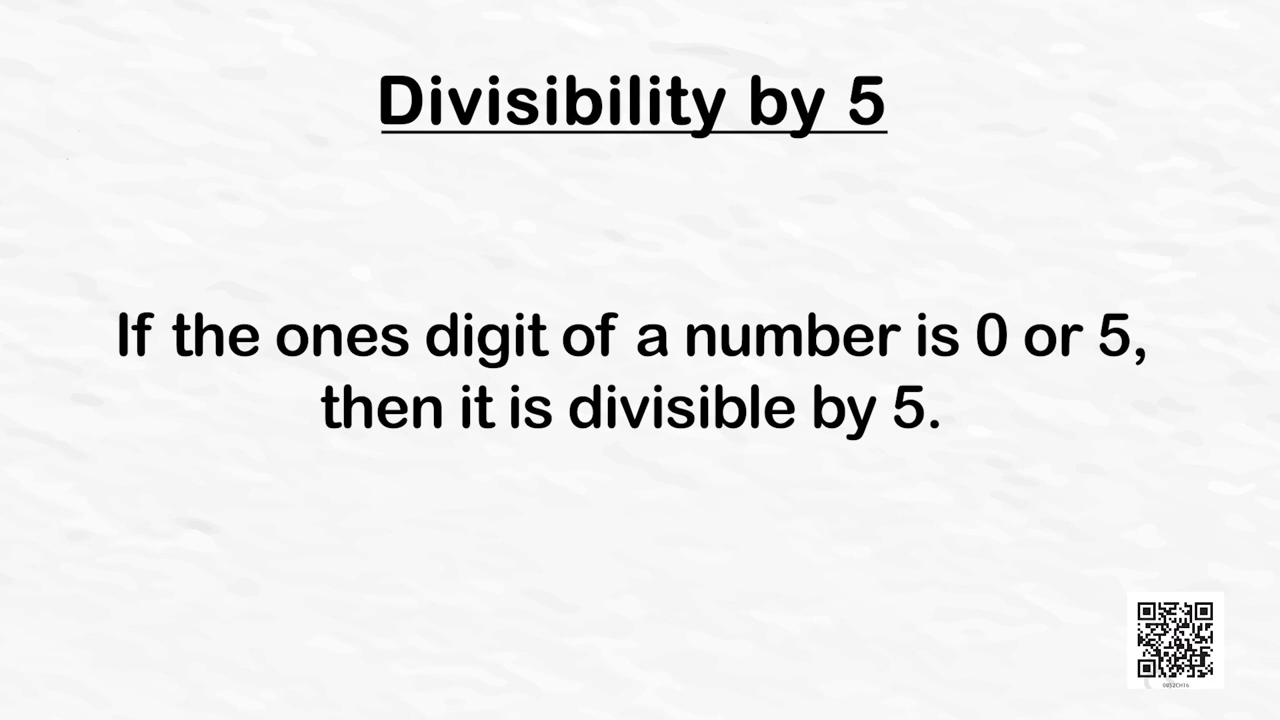 Divisibility by 5
If the ones digit of a number is 0 or 5,
then it is divisible by 5.
0852CH16